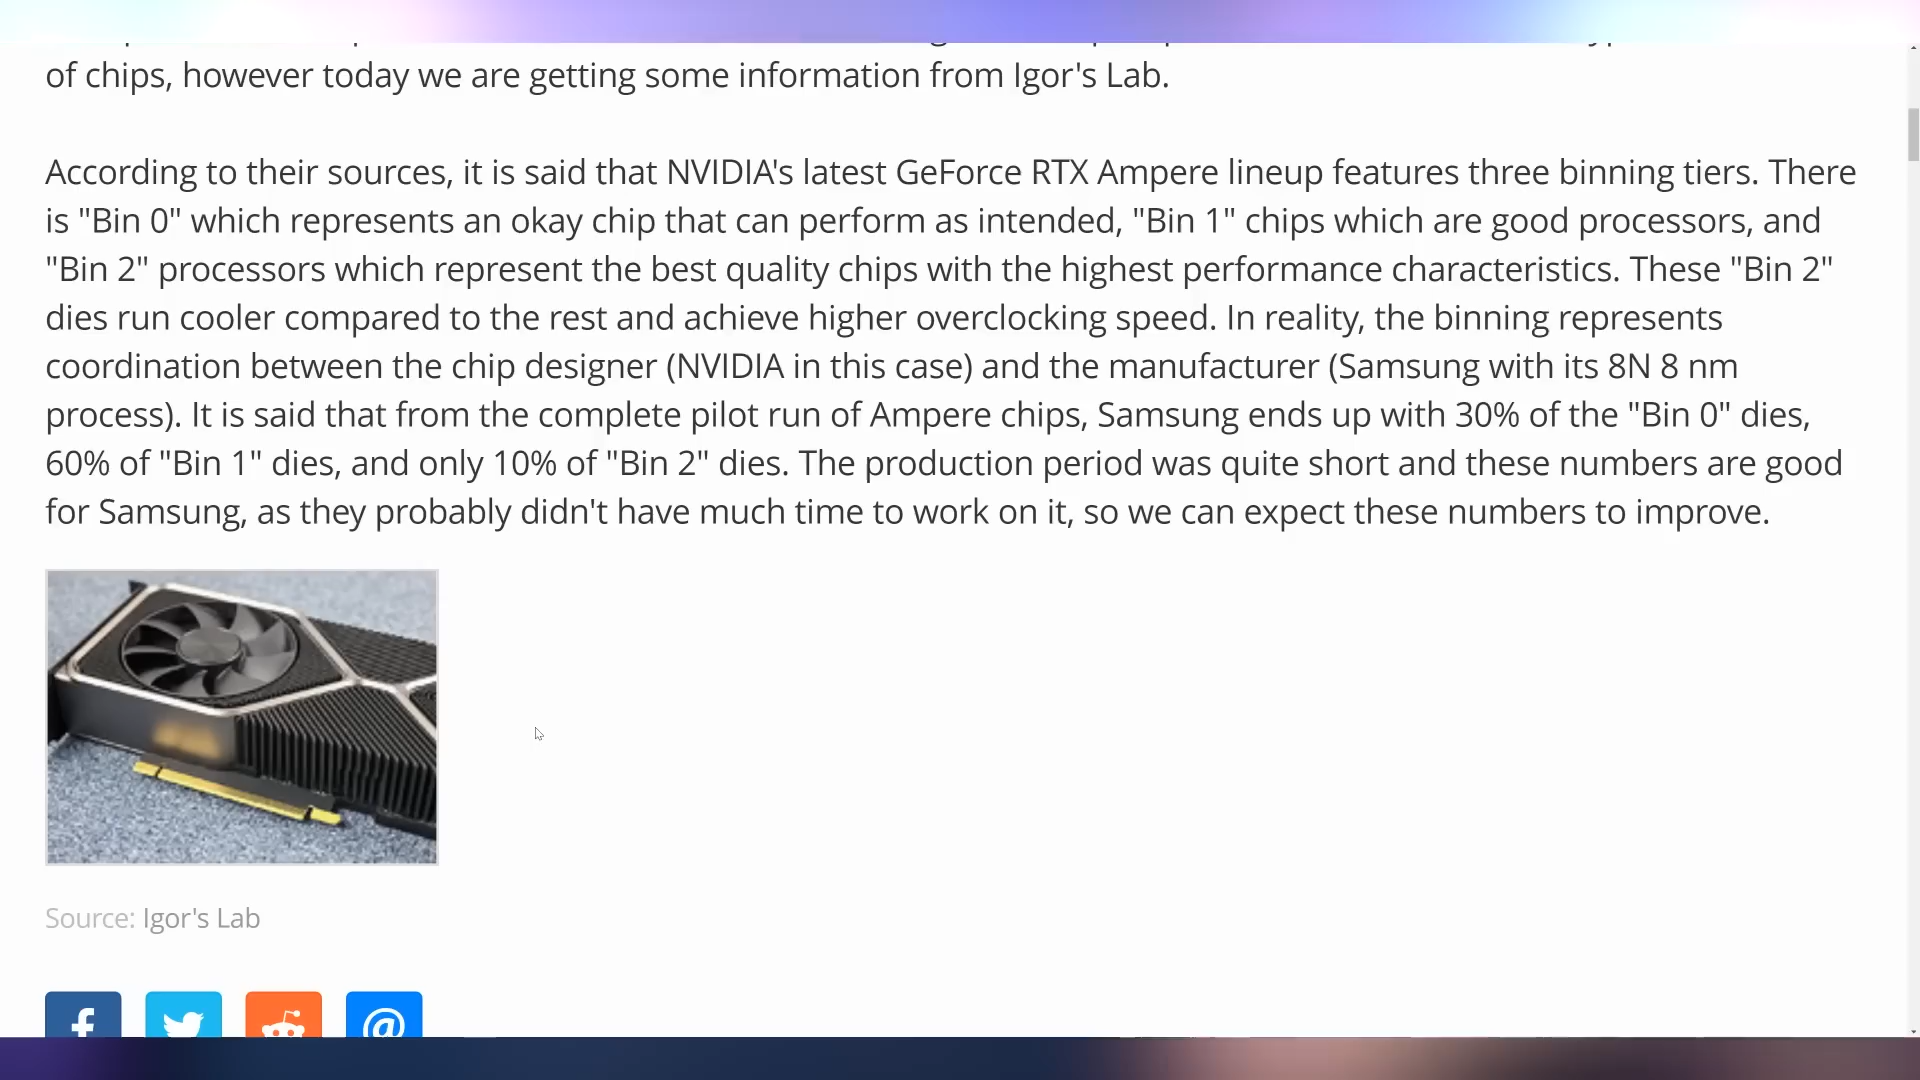 of chips, however today we are getting some information from Igor's Lab.
According to their sources, it is said that NVIDIA's latest GeForce RTX Ampere lineup features three binning tiers. There
is "Bin 0" which represents an okay chip that can perform as intended, "Bin 1" chips which are good processors, and
"Bin 2" processors which represent the best quality chips with the highest performance characteristics. These "Bin 2"
dies run cooler compared to the rest and achieve higher overclocking speed. In reality, the binning represents
coordination between the chip designer (NVIDIA in this case) and the manufacturer (Samsung with its 8N 8 nm
process). It is said that from the complete pilot run of Ampere chips, Samsung ends up with 30% of the "Bin 0" dies,
60% of "Bin 1" dies, and only 10% of "Bin 2" dies. The production period was quite short and these numbers are good
for Samsung, as they probably didn't have much time to work on it, so we can expect these numbers to improve.
Source: Igor's Lab